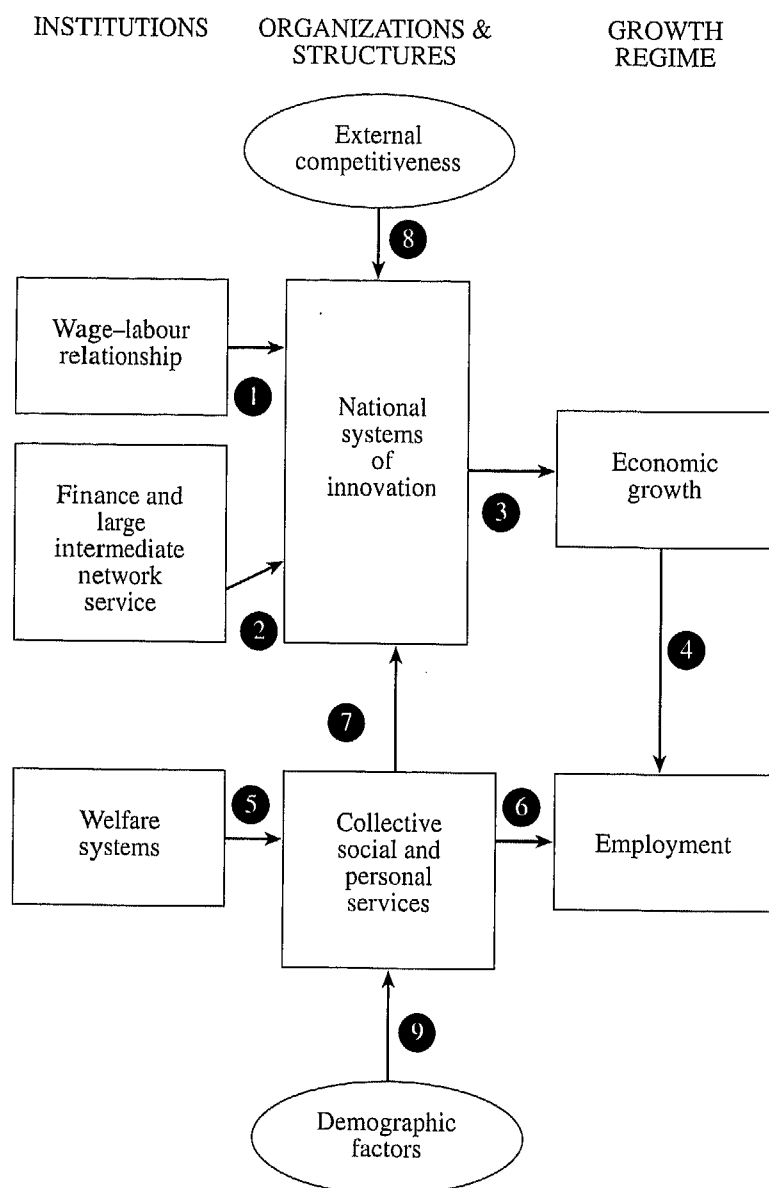 INSTITUTIONS
ORGANIZATIONS &
STRUCTURES
GROWTH
REGIME
External
competitiveness
8
Wage–labour
relationship
1
National
systems
of
innovation
Economic
growth
3
Finance and
large
intermediate
network
service
2
4
7
Welfare
systems
5
Collective
social and
personal
services
6
Employment
9
Demographic
factors